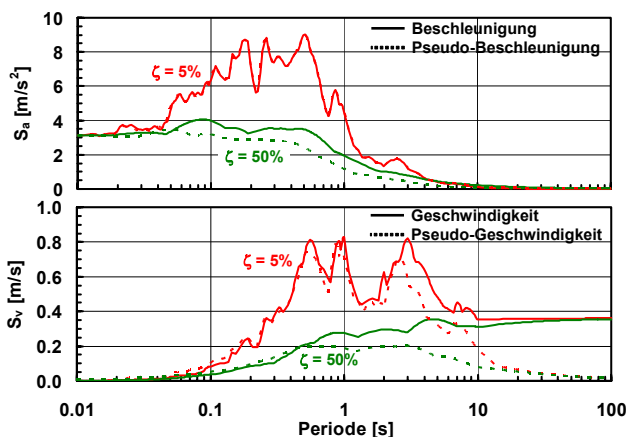 10
8
6
4
2
0
Sₐ [m/s²]
Beschleunigung
Pseudo-Beschleunigung
ζ = 5%
ζ = 50%
1.0
0.8
0.6
0.4
0.2
0.0
Sᵥ [m/s]
Geschwindigkeit
Pseudo-Geschwindigkeit
ζ = 5%
ζ = 50%
0.01
0.1
1
10
100
Periode [s]